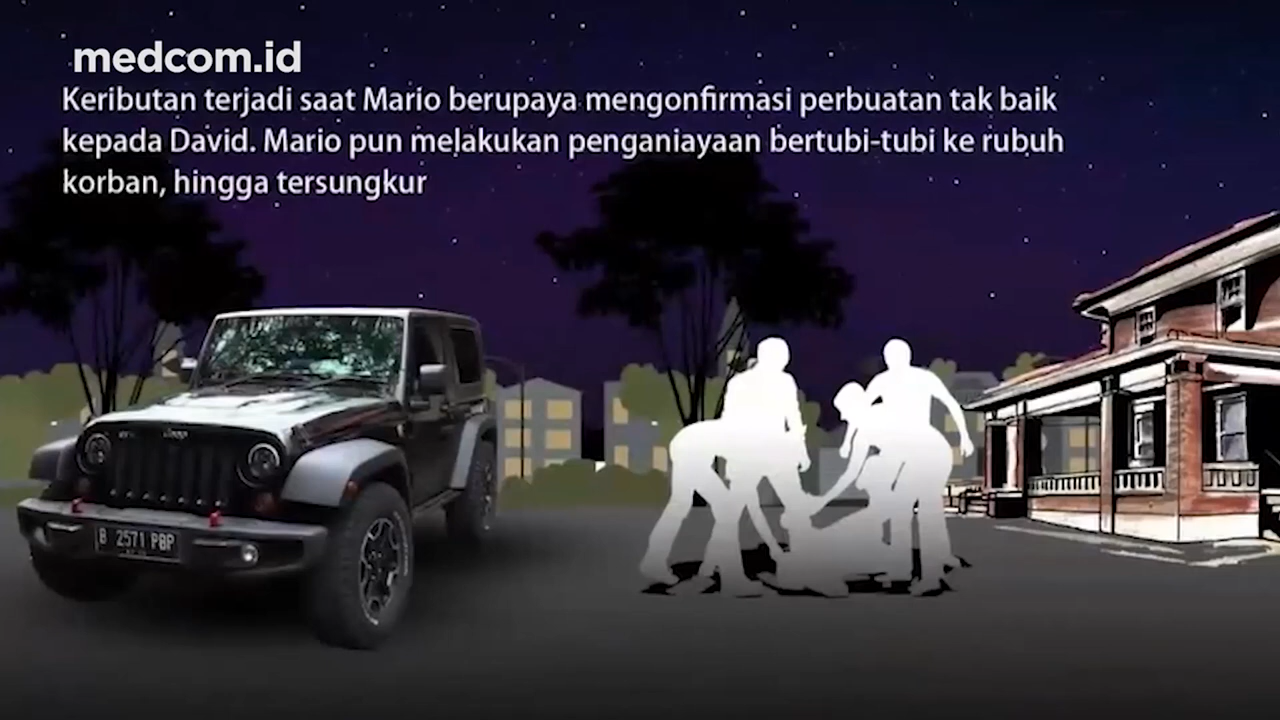 medcom.id
Keributan terjadi saat Mario berupaya mengonfirmasi perbuatan tak baik
kepada David. Mario pun melakukan penganiayaan bertubi-tubi ke rubuh
korban, hingga tersungkur
Jeep
B 2571 PBP